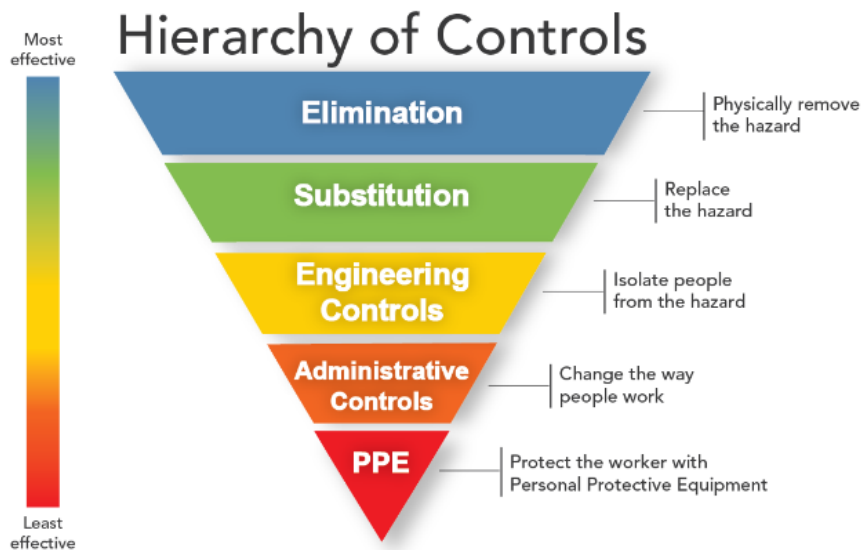 Hierarchy of Controls
Most
effective
Elimination
Physically remove
the hazard
Substitution
Replace
the hazard
Engineering
Controls
Isolate people
from the hazard
Administrative
Controls
Change the way
people work
PPE
Protect the worker with
Personal Protective Equipment
Least
effective